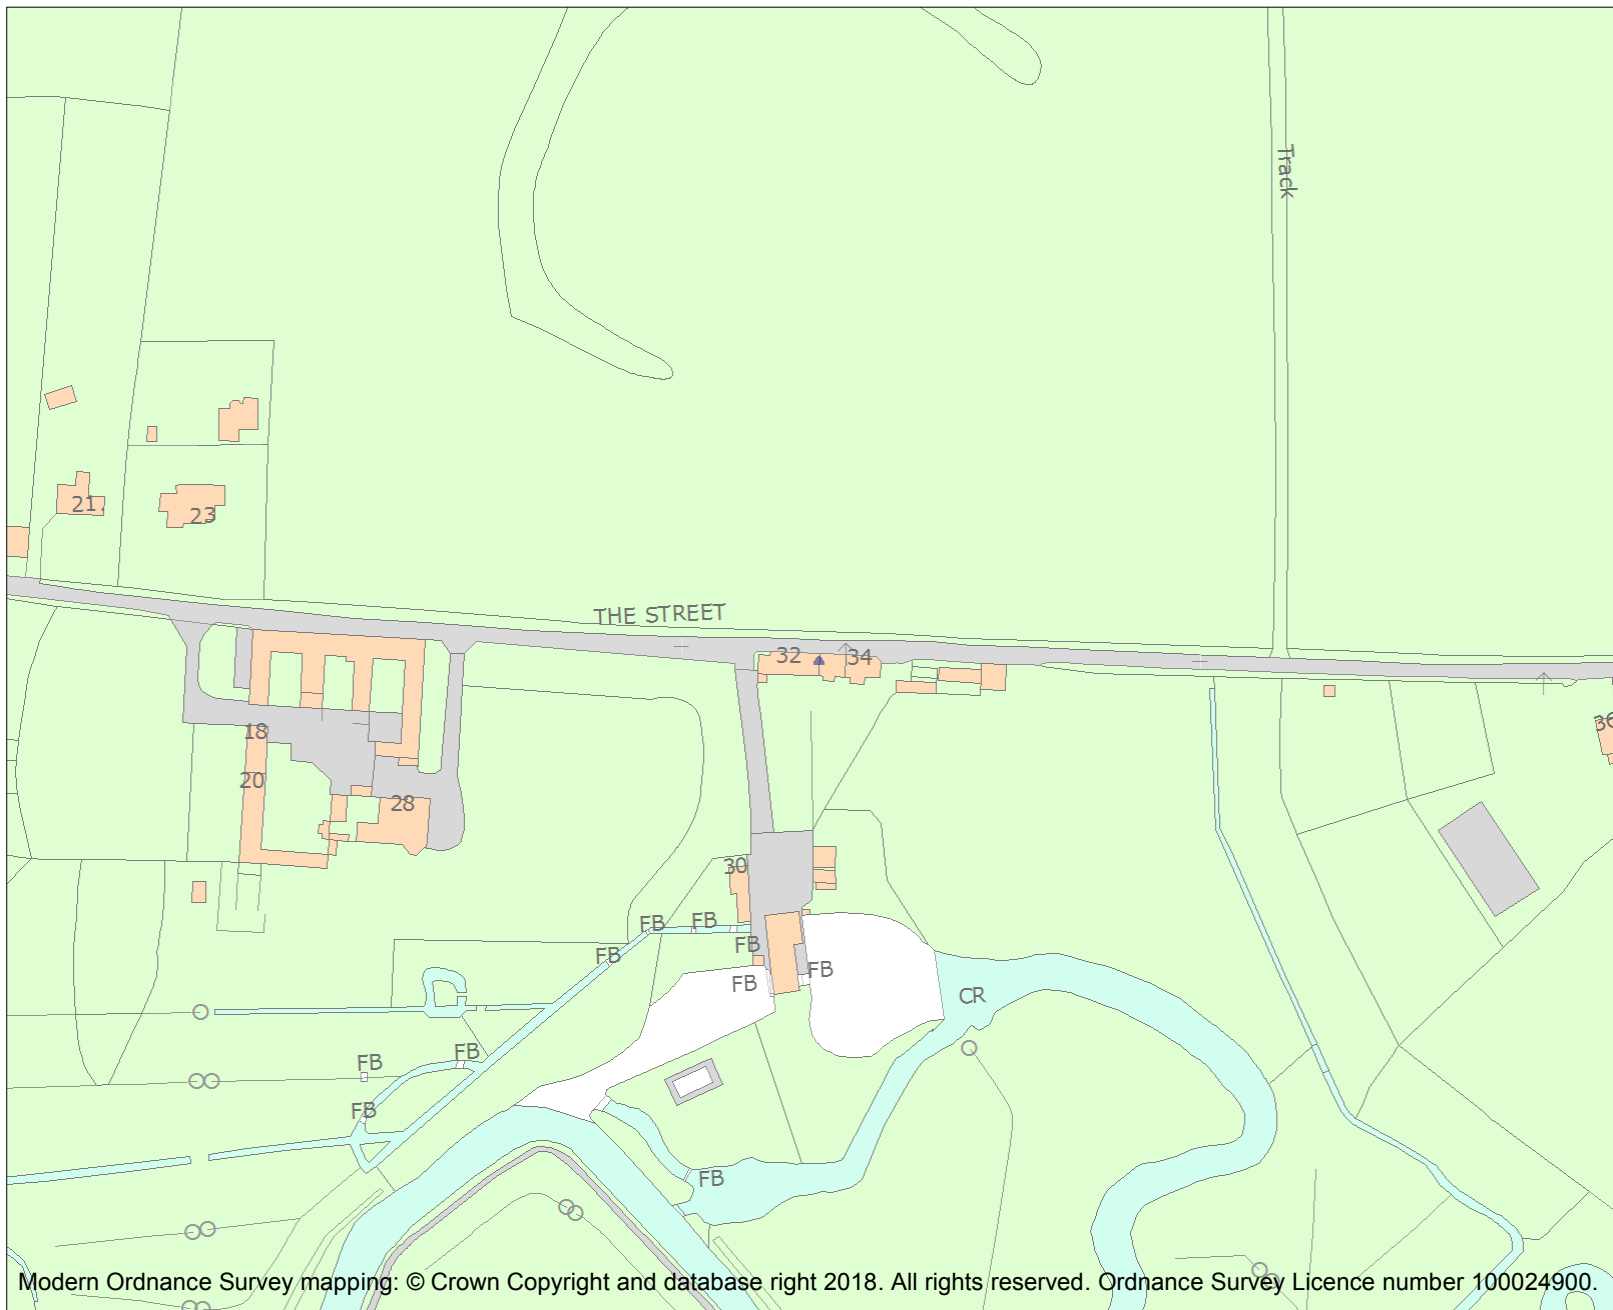 Track
21.
23
THE STREET
32
34
36
18
20
28
30
FB
FB
FB
FB
FB
FB
CR
FB
FB
FB
FB
Modern Ordnance Survey mapping: © Crown Copyright and database right 2018. All rights reserved. Ordnance Survey Licence number 100024900.